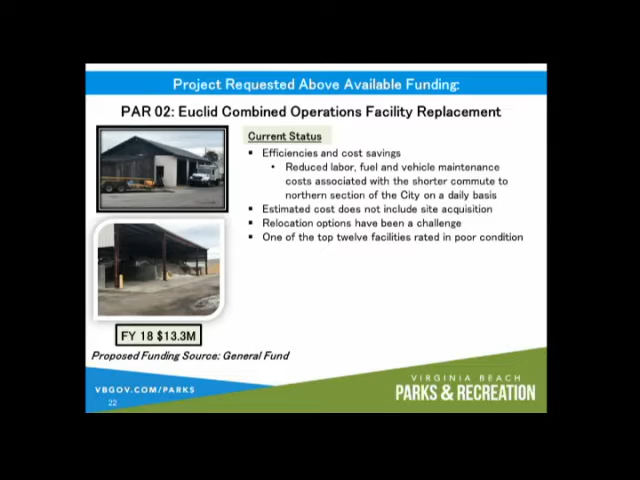 Project Requested Above Available Funding:
PAR 02: Euclid Combined Operations Facility Replacement
Current Status
▪ Efficiencies and cost savings
• Reduced labor, fuel and vehicle maintenance
costs associated with the shorter commute to
northern section of the City on a daily basis
▪ Estimated cost does not include site acquisition
▪ Relocation options have been a challenge
▪ One of the top twelve facilities rated in poor condition
FY 18 $13.3M
Proposed Funding Source: General Fund
VBGOV.COM/PARKS
22
VIRGINIA BEACH
PARKS & RECREATION